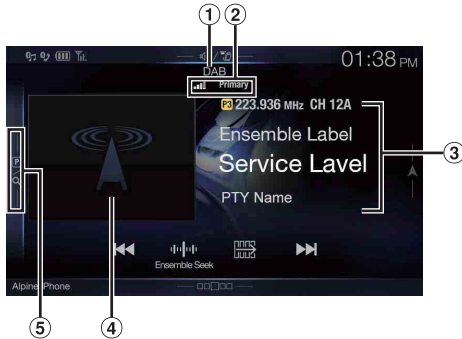 ① ②
01:38 PM
DAB
Primary
P3 223.936 MHz CH 12A
Ensemble Label
③
Service Lavel
P
PTY Name
Ensemble Seek
Alpine Phone
⑤ ④